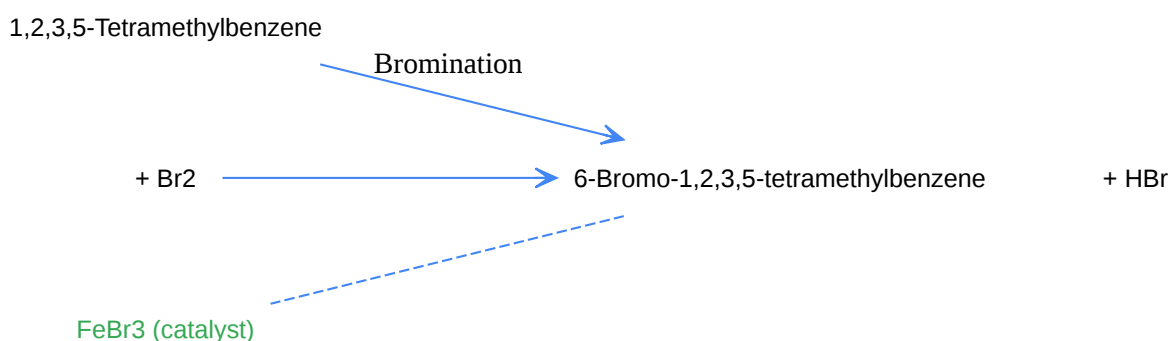 1,2,3,5-Tetramethylbenzene
Bromination
+ Br2
6-Bromo-1,2,3,5-tetramethylbenzene
+ HBr
FeBr3 (catalyst)